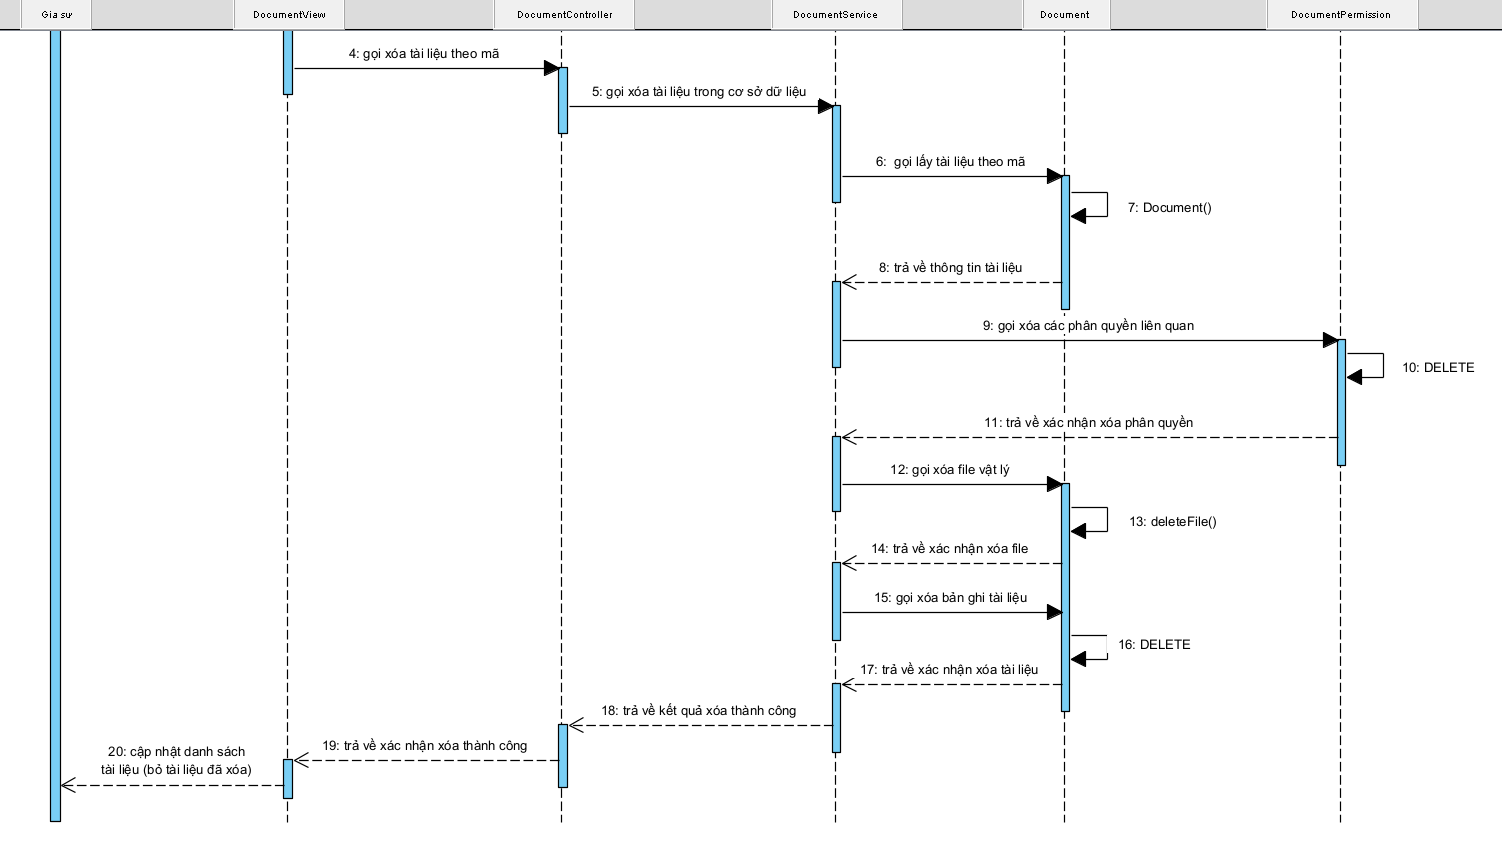 Gia sư
DocumentView
DocumentController
DocumentService
Document
DocumentPermission
4: gọi xóa tài liệu theo mã
5: gọi xóa tài liệu trong cơ sở dữ liệu
6: gọi lấy tài liệu theo mã
7: Document()
8: trả về thông tin tài liệu
9: gọi xóa các phân quyền liên quan
10: DELETE
11: trả về xác nhận xóa phân quyền
12: gọi xóa file vật lý
13: deleteFile()
14: trả về xác nhận xóa file
15: gọi xóa bản ghi tài liệu
16: DELETE
17: trả về xác nhận xóa tài liệu
18: trả về kết quả xóa thành công
19: trả về xác nhận xóa thành công
20: cập nhật danh sách
tài liệu (bỏ tài liệu đã xóa)